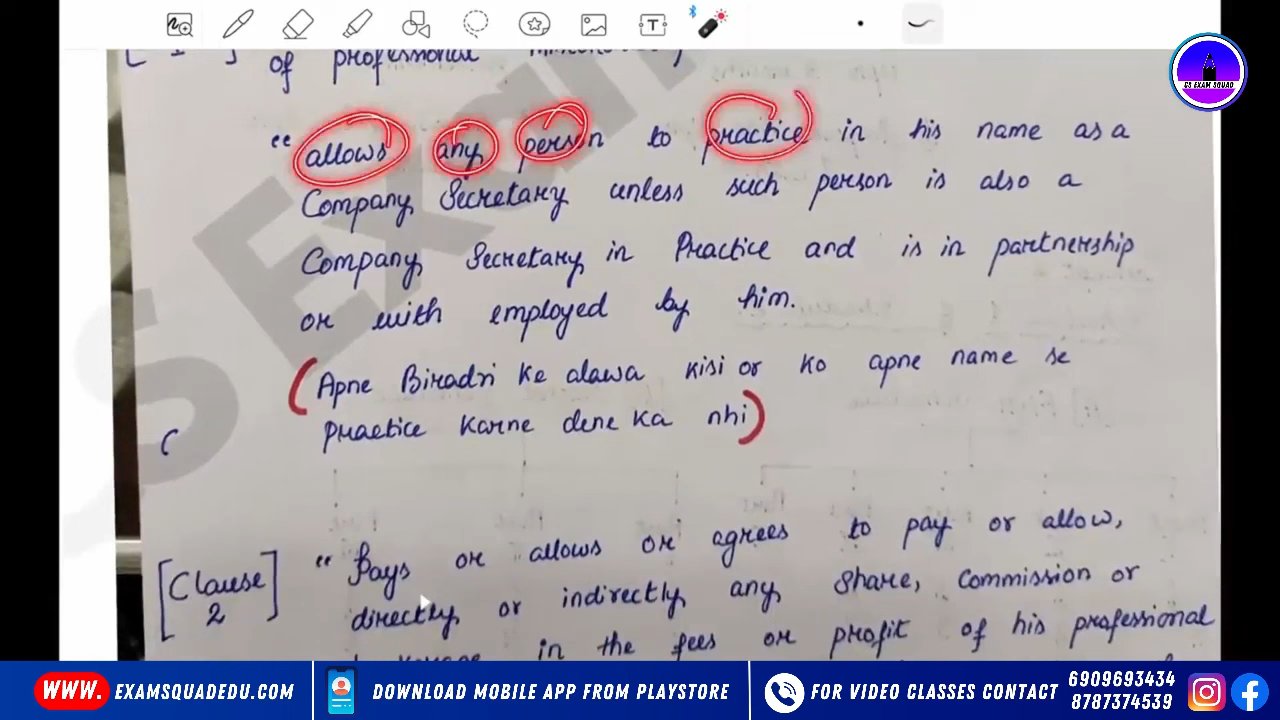 CS EXAM SQUAD
of professional
"allows any person to practice in his name as a
Company Secretary unless such person is also a
Company Secretary in Practice and is in partnership
or with employed by him.
(Apne Biradri ke alawa kisi or ko apne name se
practice karne dene ka nhi)
[Clause 2]
"Pays or allows or agrees to pay or allow,
directly or indirectly any share, commission or
in the fees or profit of his professional
S Exam
WWW. EXAMSQUADEDU.COM
DOWNLOAD MOBILE APP FROM PLAYSTORE
FOR VIDEO CLASSES CONTACT
6909693434
8787374539